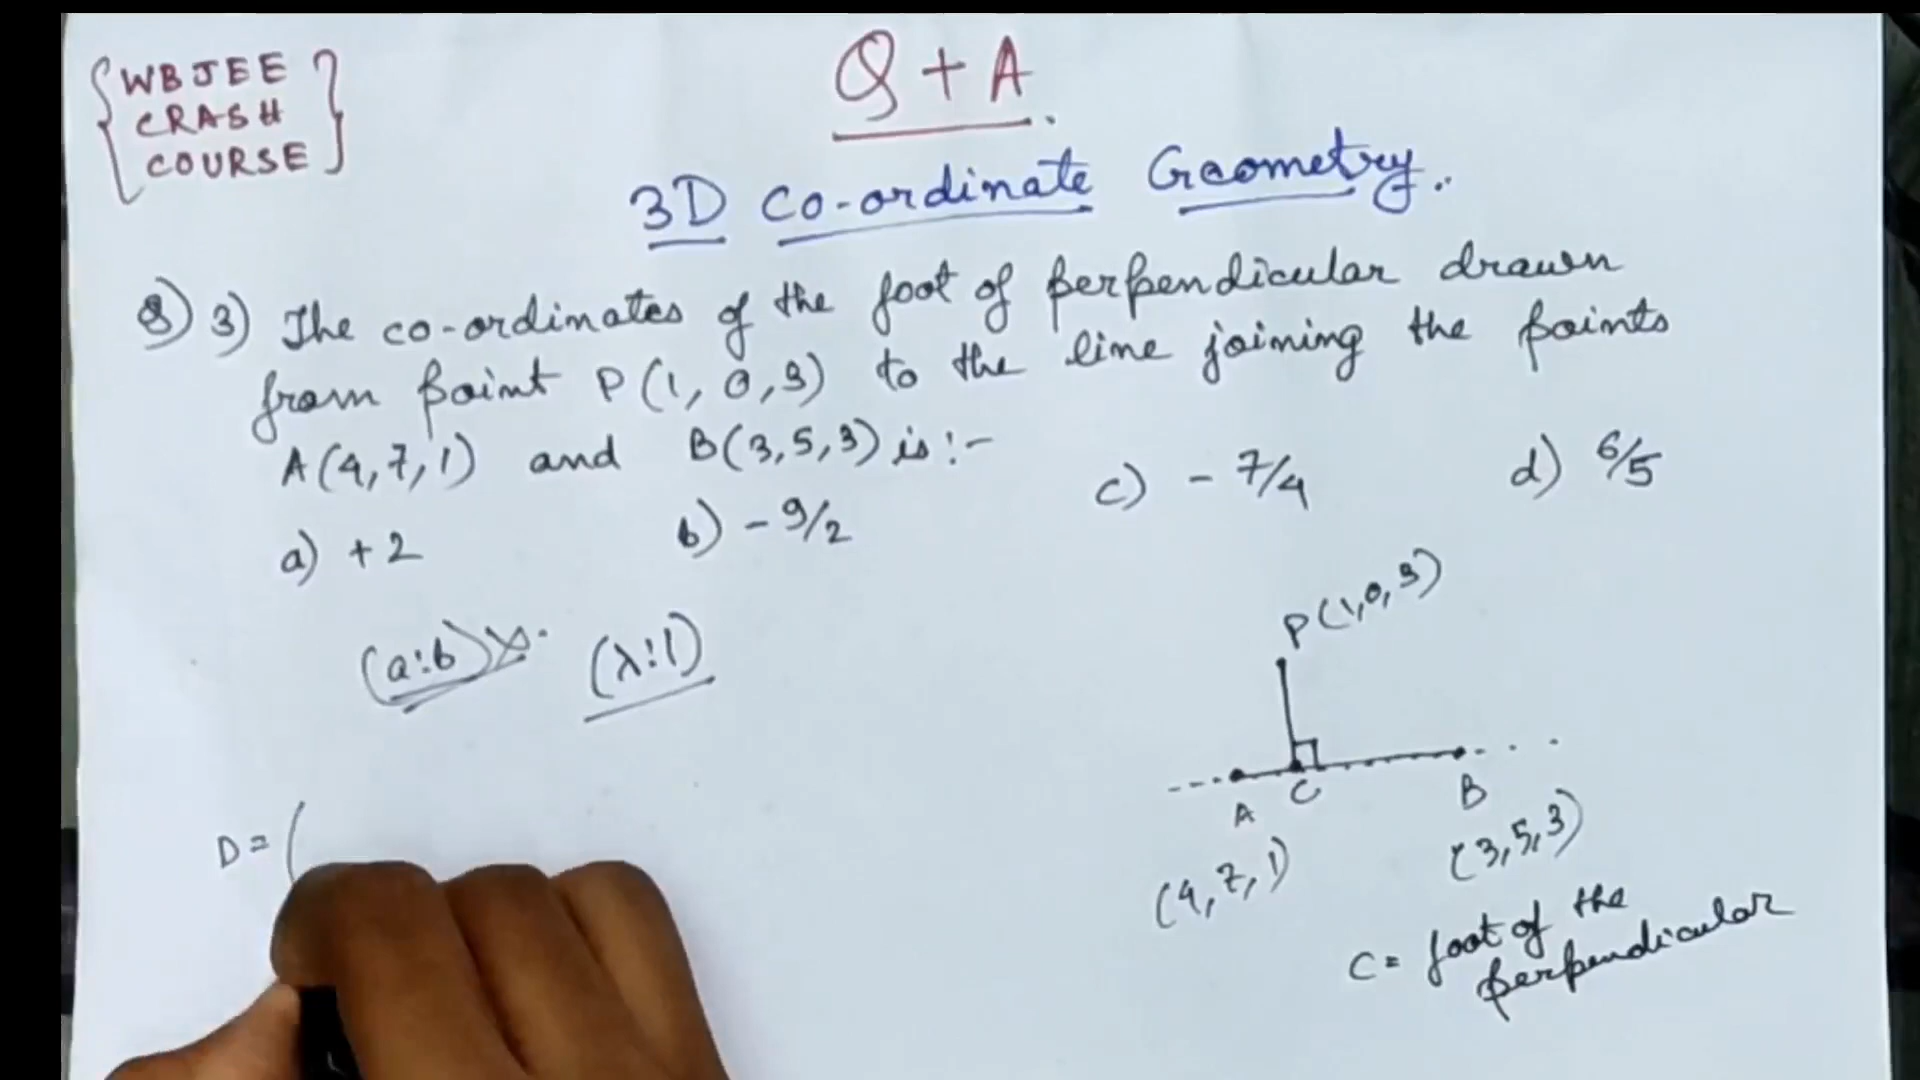 WBJEE
CRASH
COURSE
Q + A.
3D Co-ordinate Geometry.
Q) 3) The co-ordinates of the foot of perpendicular drawn
from point P(1, 0, 3) to the line joining the points
A(4, 7, 1) and B(3, 5, 3) is :-
a) + 2 b) - 9/2 c) - 7/4 d) 6/5
(a:b) (λ:1)
P(1, 0, 3)
A C B
(4, 7, 1) (3, 5, 3)
D = (
C = foot of the
perpendicular